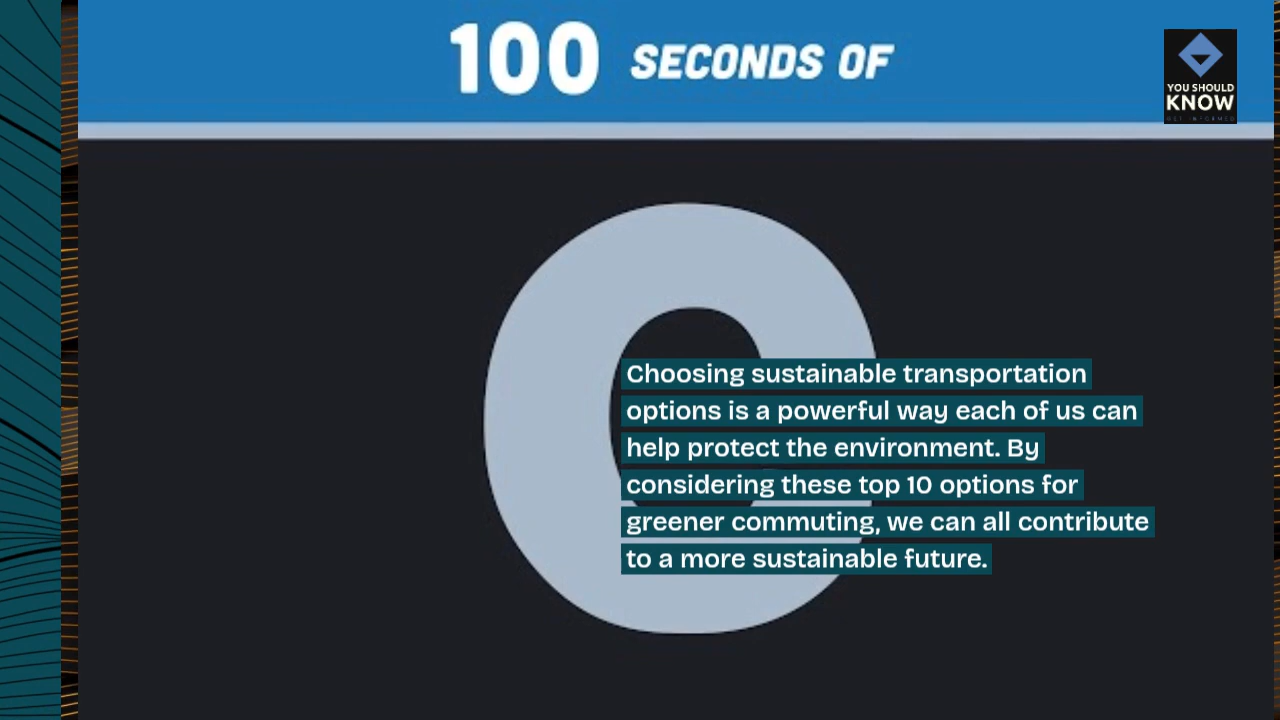 100 SECONDS OF
YOU SHOULD
KNOW
GET INFORMED
C
Choosing sustainable transportation
options is a powerful way each of us can
help protect the environment. By
considering these top 10 options for
greener commuting, we can all contribute
to a more sustainable future.